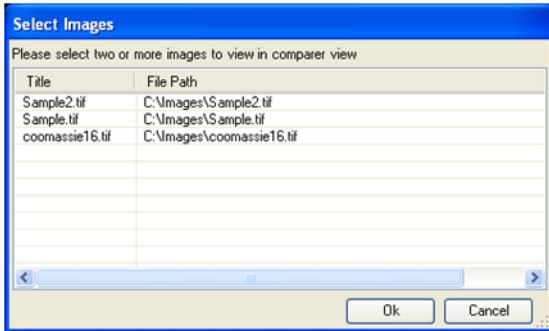 Select Images
Please select two or more images to view in comparer view
Title File Path
Sample2.tif C:\Images\Sample2.tif
Sample.tif C:\Images\Sample.tif
coomassie16.tif C:\Images\coomassie16.tif
Ok Cancel